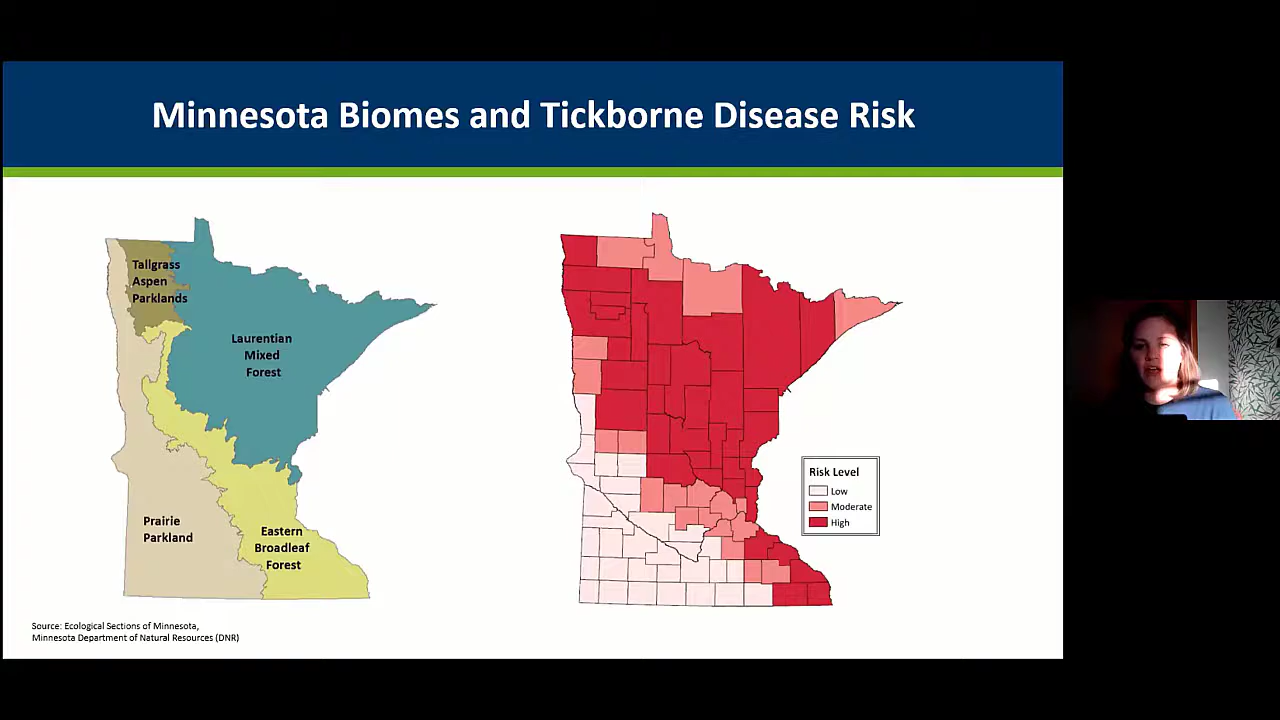 Minnesota Biomes and Tickborne Disease Risk
Tallgrass
Aspen
Parklands
Laurentian
Mixed
Forest
Prairie
Parkland
Eastern
Broadleaf
Forest
Risk Level
Low
Moderate
High
Source: Ecological Sections of Minnesota,
Minnesota Department of Natural Resources (DNR)